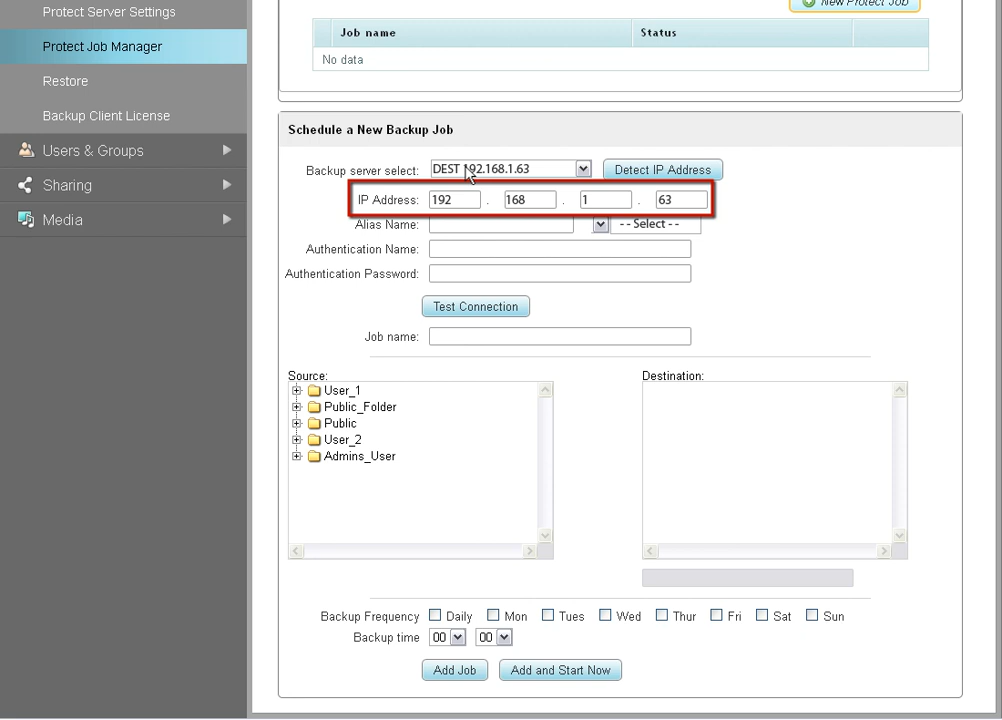 Protect Server Settings
New Protect Job
Protect Job Manager
Job name Status
No data
Restore
Backup Client License
Users & Groups
Sharing
Media
Schedule a New Backup Job
Backup server select: DEST 192.168.1.63 Detect IP Address
IP Address: 192 . 168 . 1 . 63
Alias Name: -- Select --
Authentication Name:
Authentication Password:
Test Connection
Job name:
Source: Destination:
User_1
Public_Folder
Public
User_2
Admins_User
Backup Frequency Daily Mon Tues Wed Thur Fri Sat Sun
Backup time 00 00
Add Job Add and Start Now